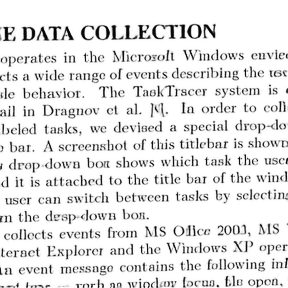 E DATA COLLECTION
operates in the Microsoft Windows envi
cts a wide range of events describing the use
le behavior. The TaskTracer system is
ail in Dragnov et al. [4]. In order to coll
abeled tasks, we devised a special drop-do
bar. A screenshot of this titlebar is shown
drop-down box shows which task the user
d it is attached to the title bar of the wind
user can switch between tasks by selecting
m the drop-down box.
collects events from MS Office 2003, MS
ternet Explorer and the Windows XP oper
n event message contains the following inf
such as window focus, file open,